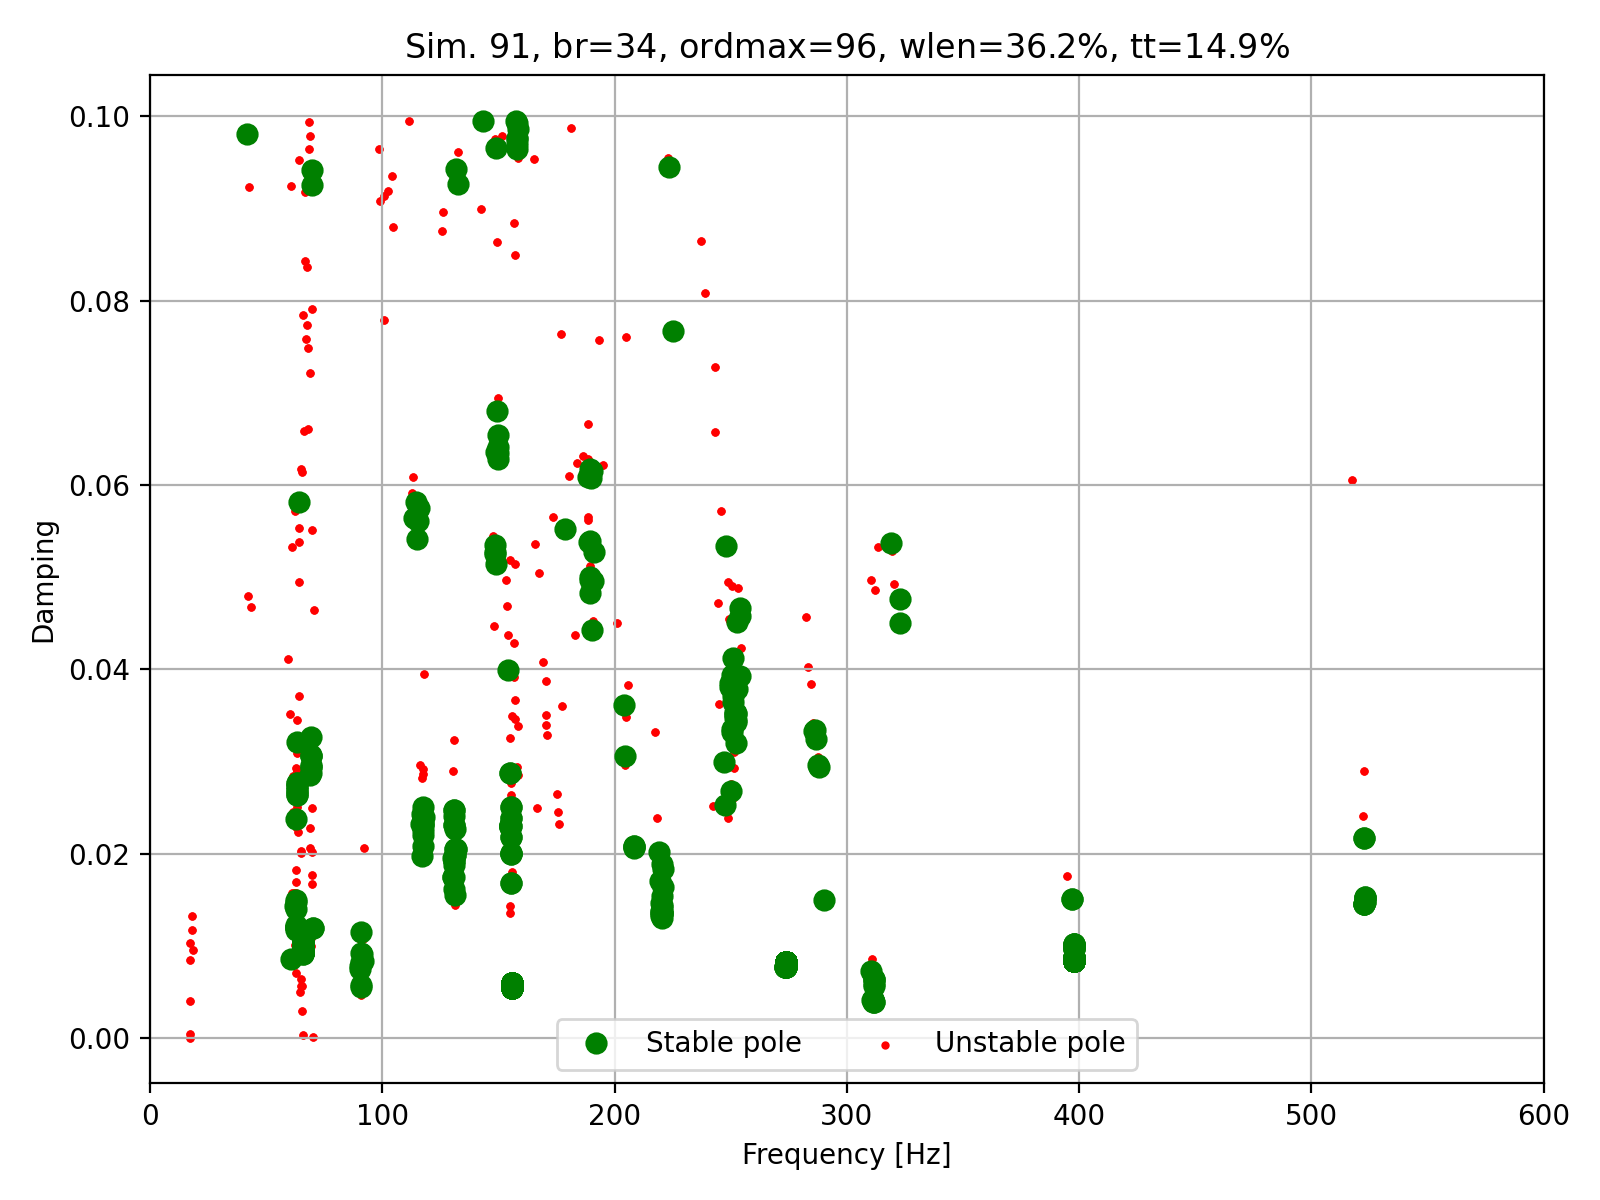 Sim. 91, br=34, ordmax=96, wlen=36.2%, tt=14.9%
0.10
0.08
0.06
0.04
0.02
0.00
Damping
Stable pole Unstable pole
0 100 200 300 400 500 600
Frequency [Hz]